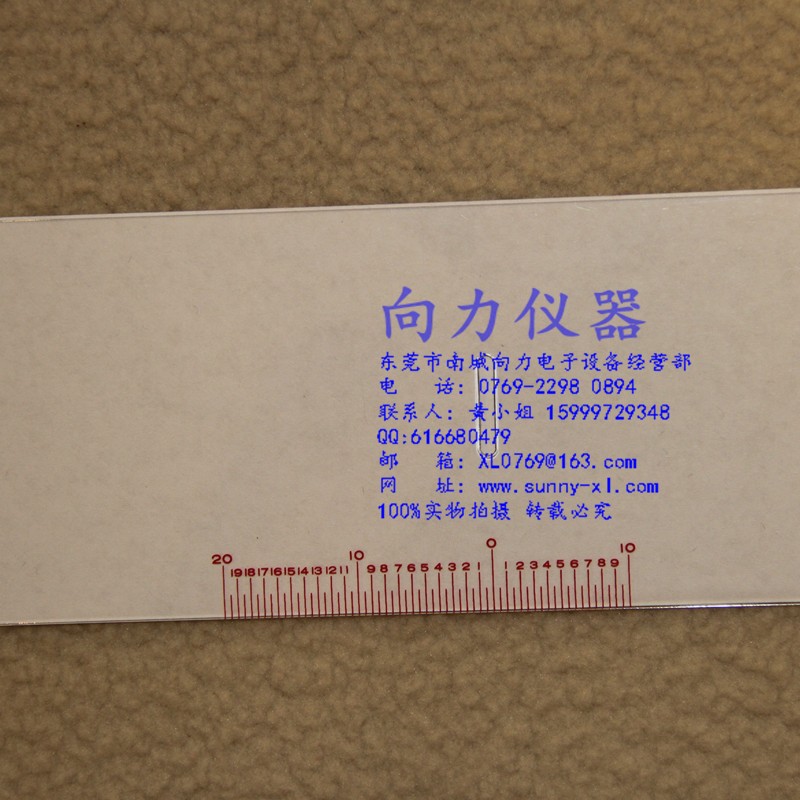 向力仪器
东莞市南城向力电子设备经营部
电　话: 0769-2298 0894
联系人: 黄小姐 15999729348
QQ:616680479
邮　箱: XL0769@163.com
网　址: www.sunny-xl.com
100%实物拍摄 转载必究
20 19 18 17 16 15 14 13 12 11 10 9 8 7 6 5 4 3 2 1 0 1 2 3 4 5 6 7 8 9 10